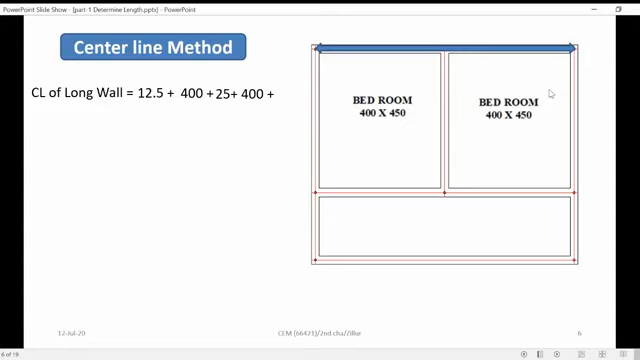 PowerPoint Slide Show - [part-1 Determine Length.pptx] - PowerPoint
Center line Method
CL of Long Wall = 12.5 + 400 + 25+ 400 +
BED ROOM
400 X 450
BED ROOM
400 X 450
12-Jul-20
CEM (66421)/2nd.cha/Zillur
6
6 of 19